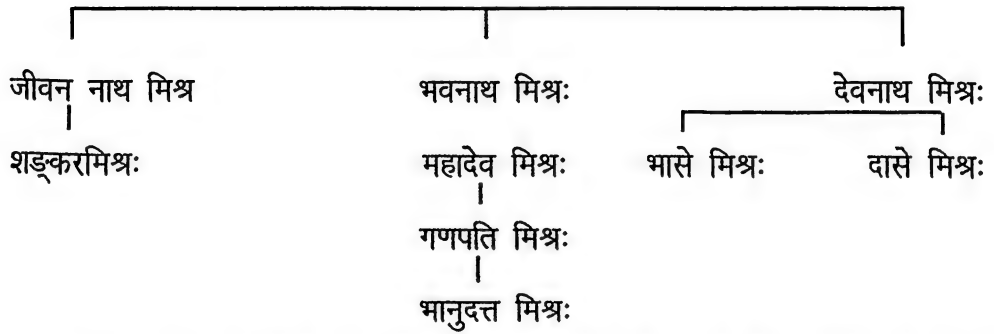 जीवन नाथ मिश्र भवनाथ मिश्रः देवनाथ मिश्रः
शङ्करमिश्रः महादेव मिश्रः भासे मिश्रः दासे मिश्रः
गणपति मिश्रः
भानुदत्त मिश्रः